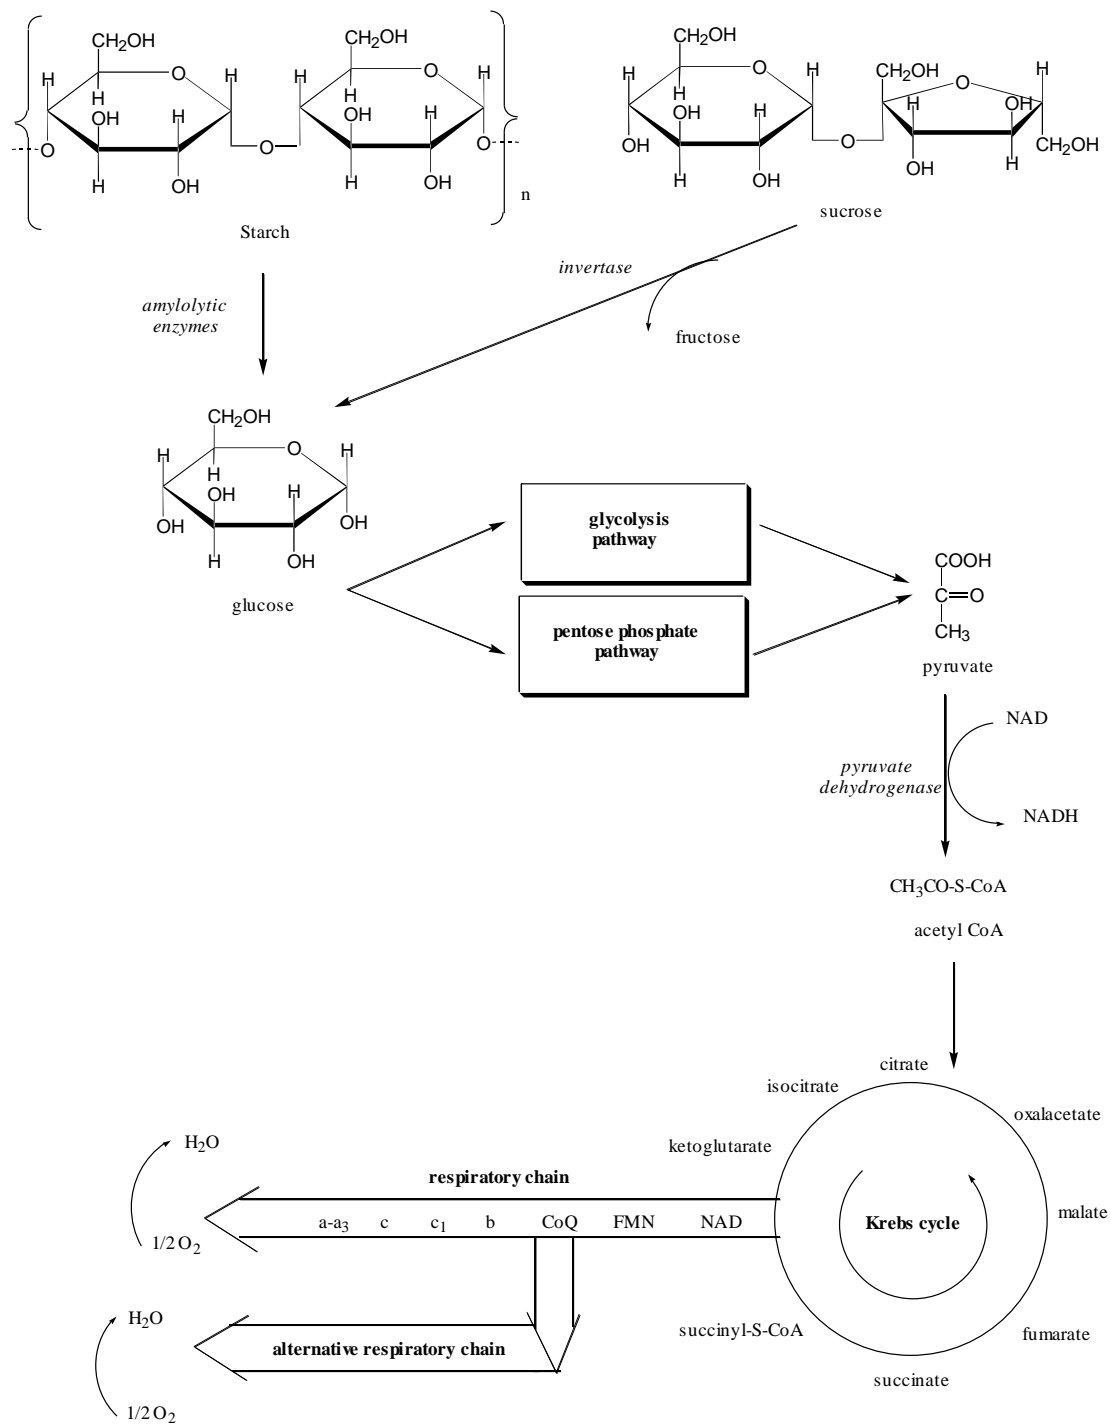 CH2OH
CH2OH
H
O
H
H
O
H
H
H
OH
H
OH
H
O
O
O
H
OH
H
OH
n
Starch
CH2OH
H
O
H
CH2OH
O
H
H
OH
H
H
OH
OH
O
CH2OH
H
OH
OH
H
sucrose
invertase
fructose
amylolytic
enzymes
CH2OH
H
O
H
H
OH
H
OH
OH
H
OH
glucose
glycolysis
pathway
pentose phosphate
pathway
COOH
C=O
CH3
pyruvate
NAD
pyruvate
dehydrogenase
NADH
CH3CO-S-CoA
acetyl CoA
citrate
isocitrate
oxalacetate
ketoglutarate
malate
Krebs cycle
fumarate
succinate
succinyl-S-CoA
respiratory chain
a-a3 c c1 b CoQ FMN NAD
H2O
1/2 O2
alternative respiratory chain
H2O
1/2 O2